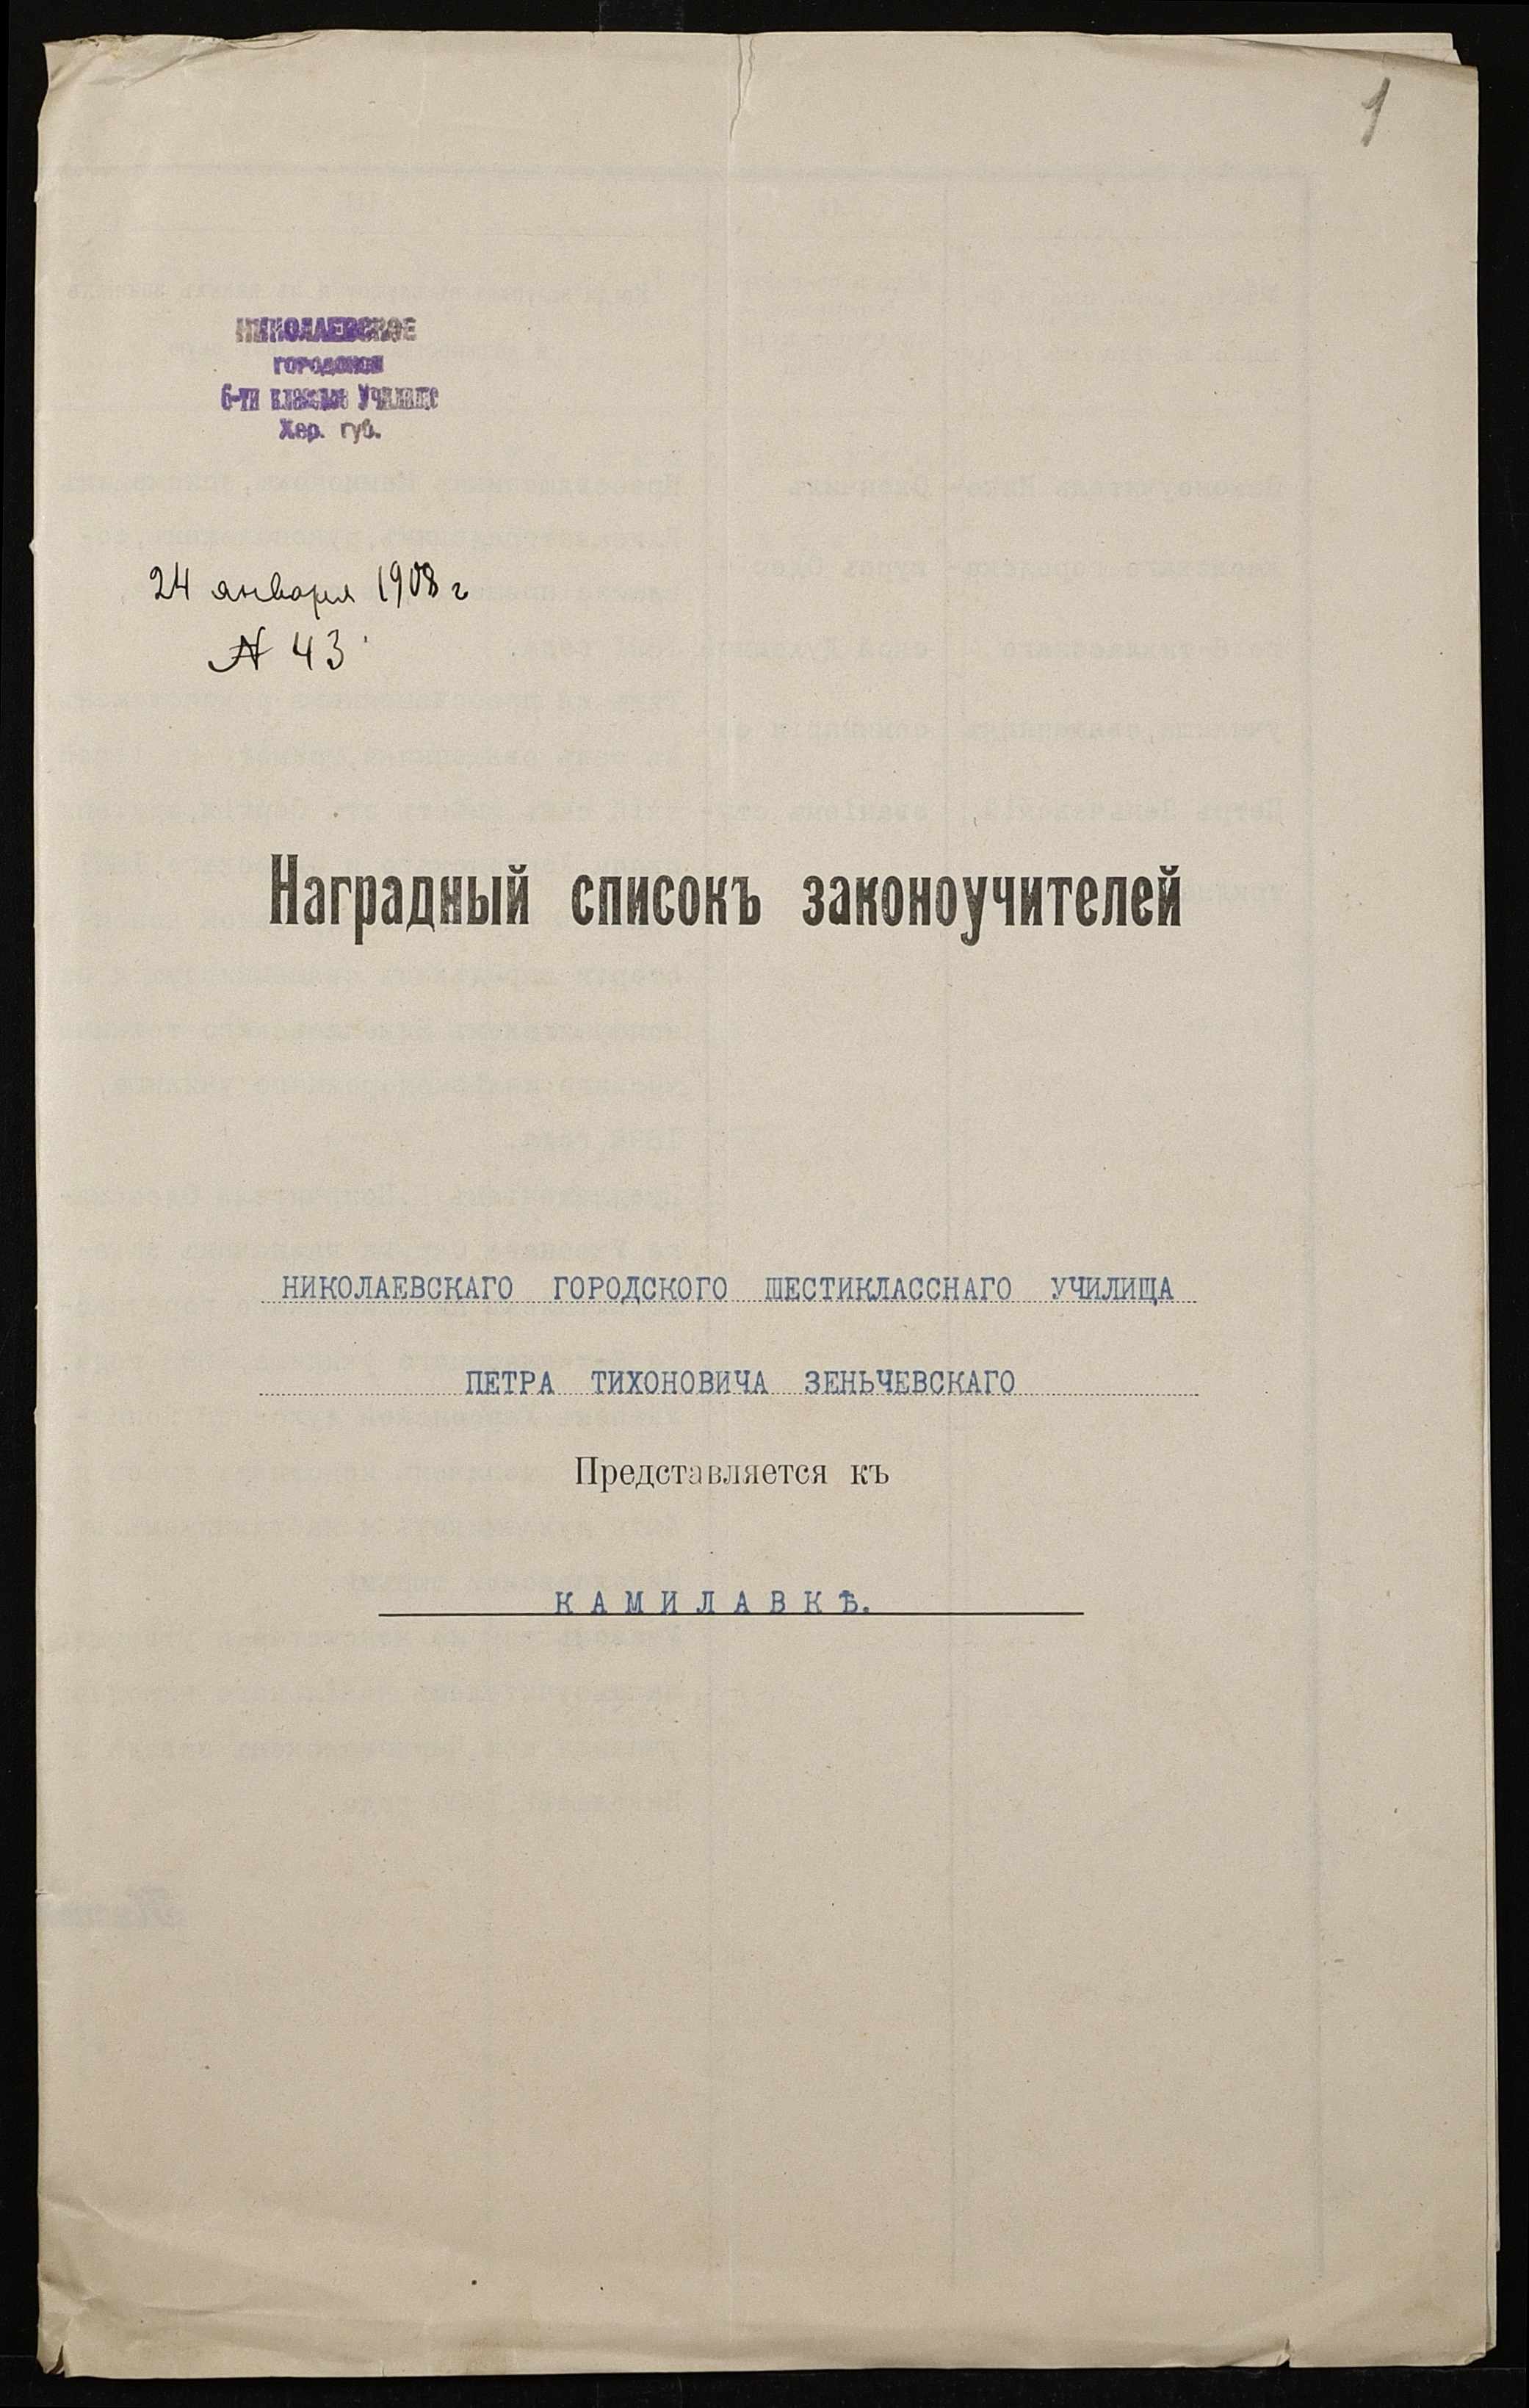 1
НИКОЛАЕВСКОЕ
ГОРОДСКОЕ
6-ти классное Училище
Хер. губ.
24 января 1908 г
№ 43
Наградный списокъ законоучителей
НИКОЛАЕВСКАГО ГОРОДСКОГО ШЕСТИКЛАССНАГО УЧИЛИЩА
ПЕТРА ТИХОНОВИЧА ЗЕНЬЧЕВСКАГО
Представляется къ
КАМИЛАВКѢ.